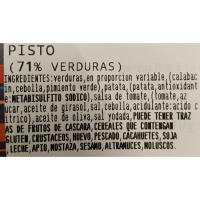 PISTO
(71% VERDURAS)
INGREDIENTES:verduras,en proporcion variable,(calabac
in,cebolla,pimiento verde),patata,(patata,antioxidant
e:METABISULFITO SODICO),salsa de tomate,(tomate,az
ucar,aceite de girasol,sal,cebolla,acidulante:acido c
itrico),aceite de oliva,sal yodada,PUEDE TENER TRAZ
AS DE FRUTOS DE CASCARA,CEREALES QUE CONTENGAN
GLUTEN,CRUSTACEOS,HUEVO,PESCADO,CACAHUETES,SOJA
LECHE,APIO,MOSTAZA,SESAMO,ALTRAMUCES,MOLUSCOS.